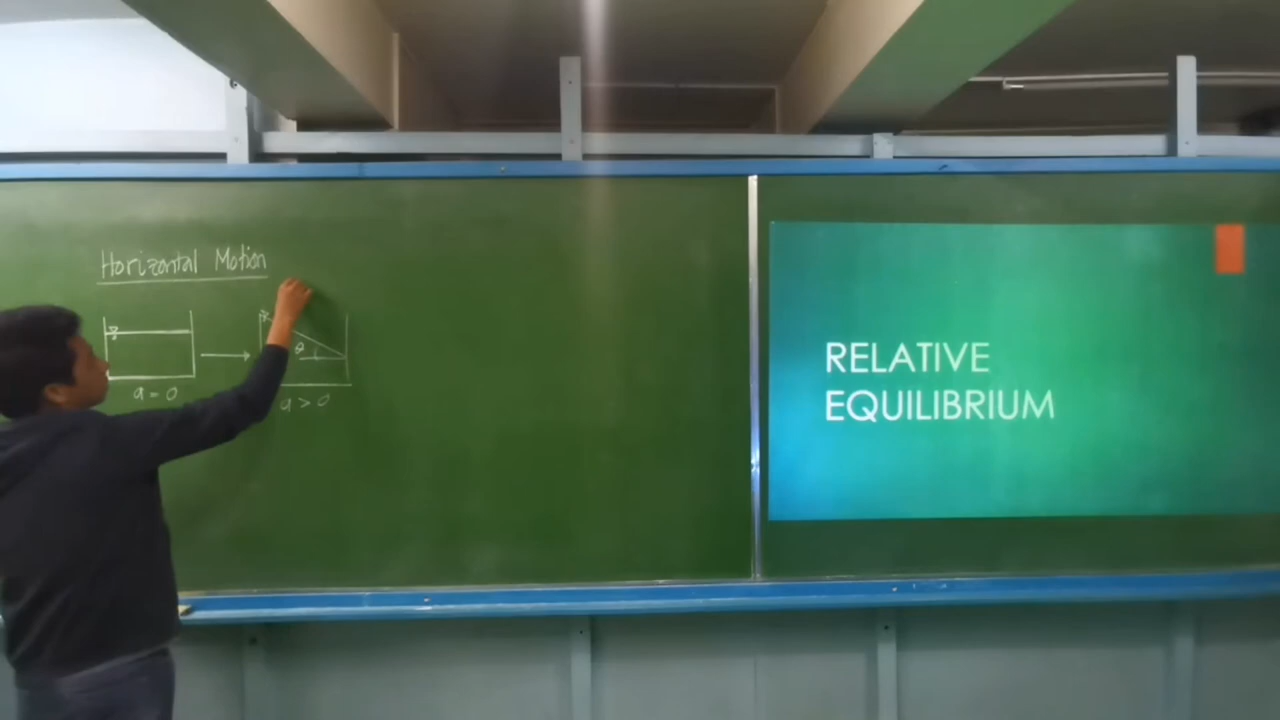 Horizontal Motion
θ
a = 0
a > 0
RELATIVE
EQUILIBRIUM